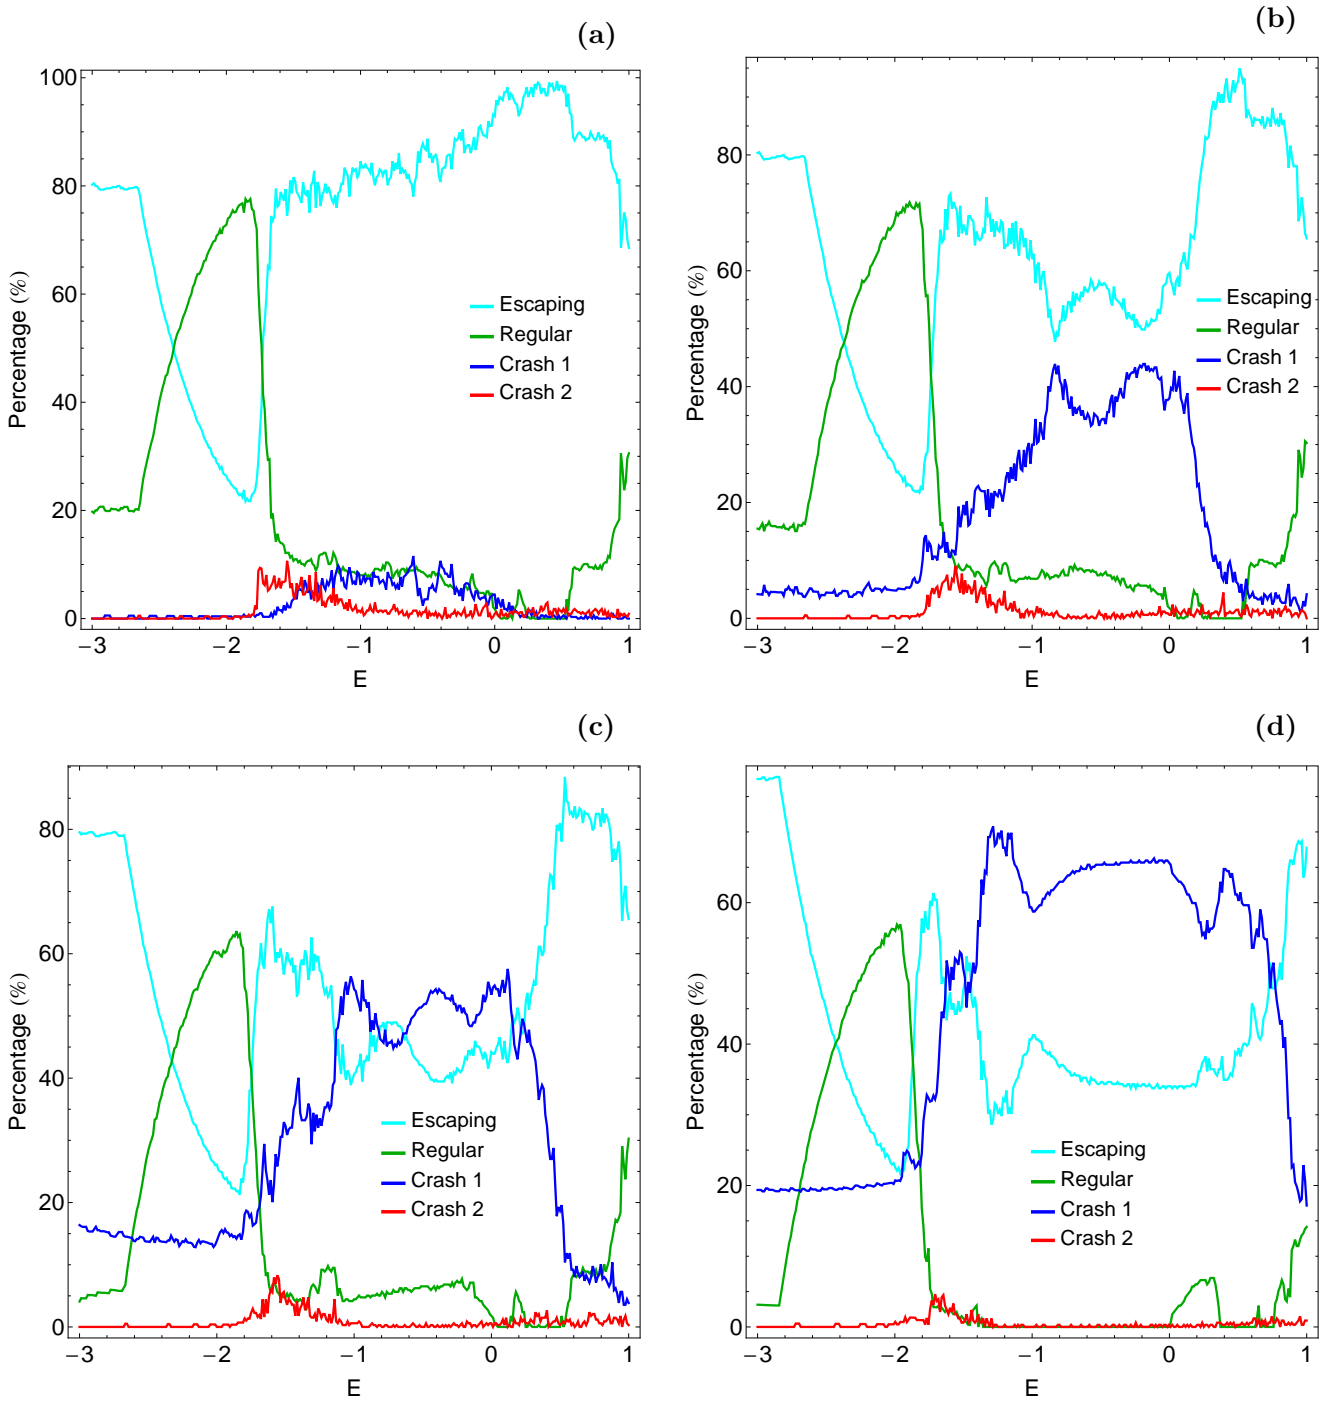 (a)
100
80
60
40
20
0
Percentage (%)
Escaping
Regular
Crash 1
Crash 2
−3 −2 −1 0 1
E
(b)
80
60
40
20
0
Percentage (%)
Escaping
Regular
Crash 1
Crash 2
−3 −2 −1 0 1
E
(c)
80
60
40
20
0
Percentage (%)
Escaping
Regular
Crash 1
Crash 2
−3 −2 −1 0 1
E
(d)
60
40
20
0
Percentage (%)
Escaping
Regular
Crash 1
Crash 2
−3 −2 −1 0 1
E